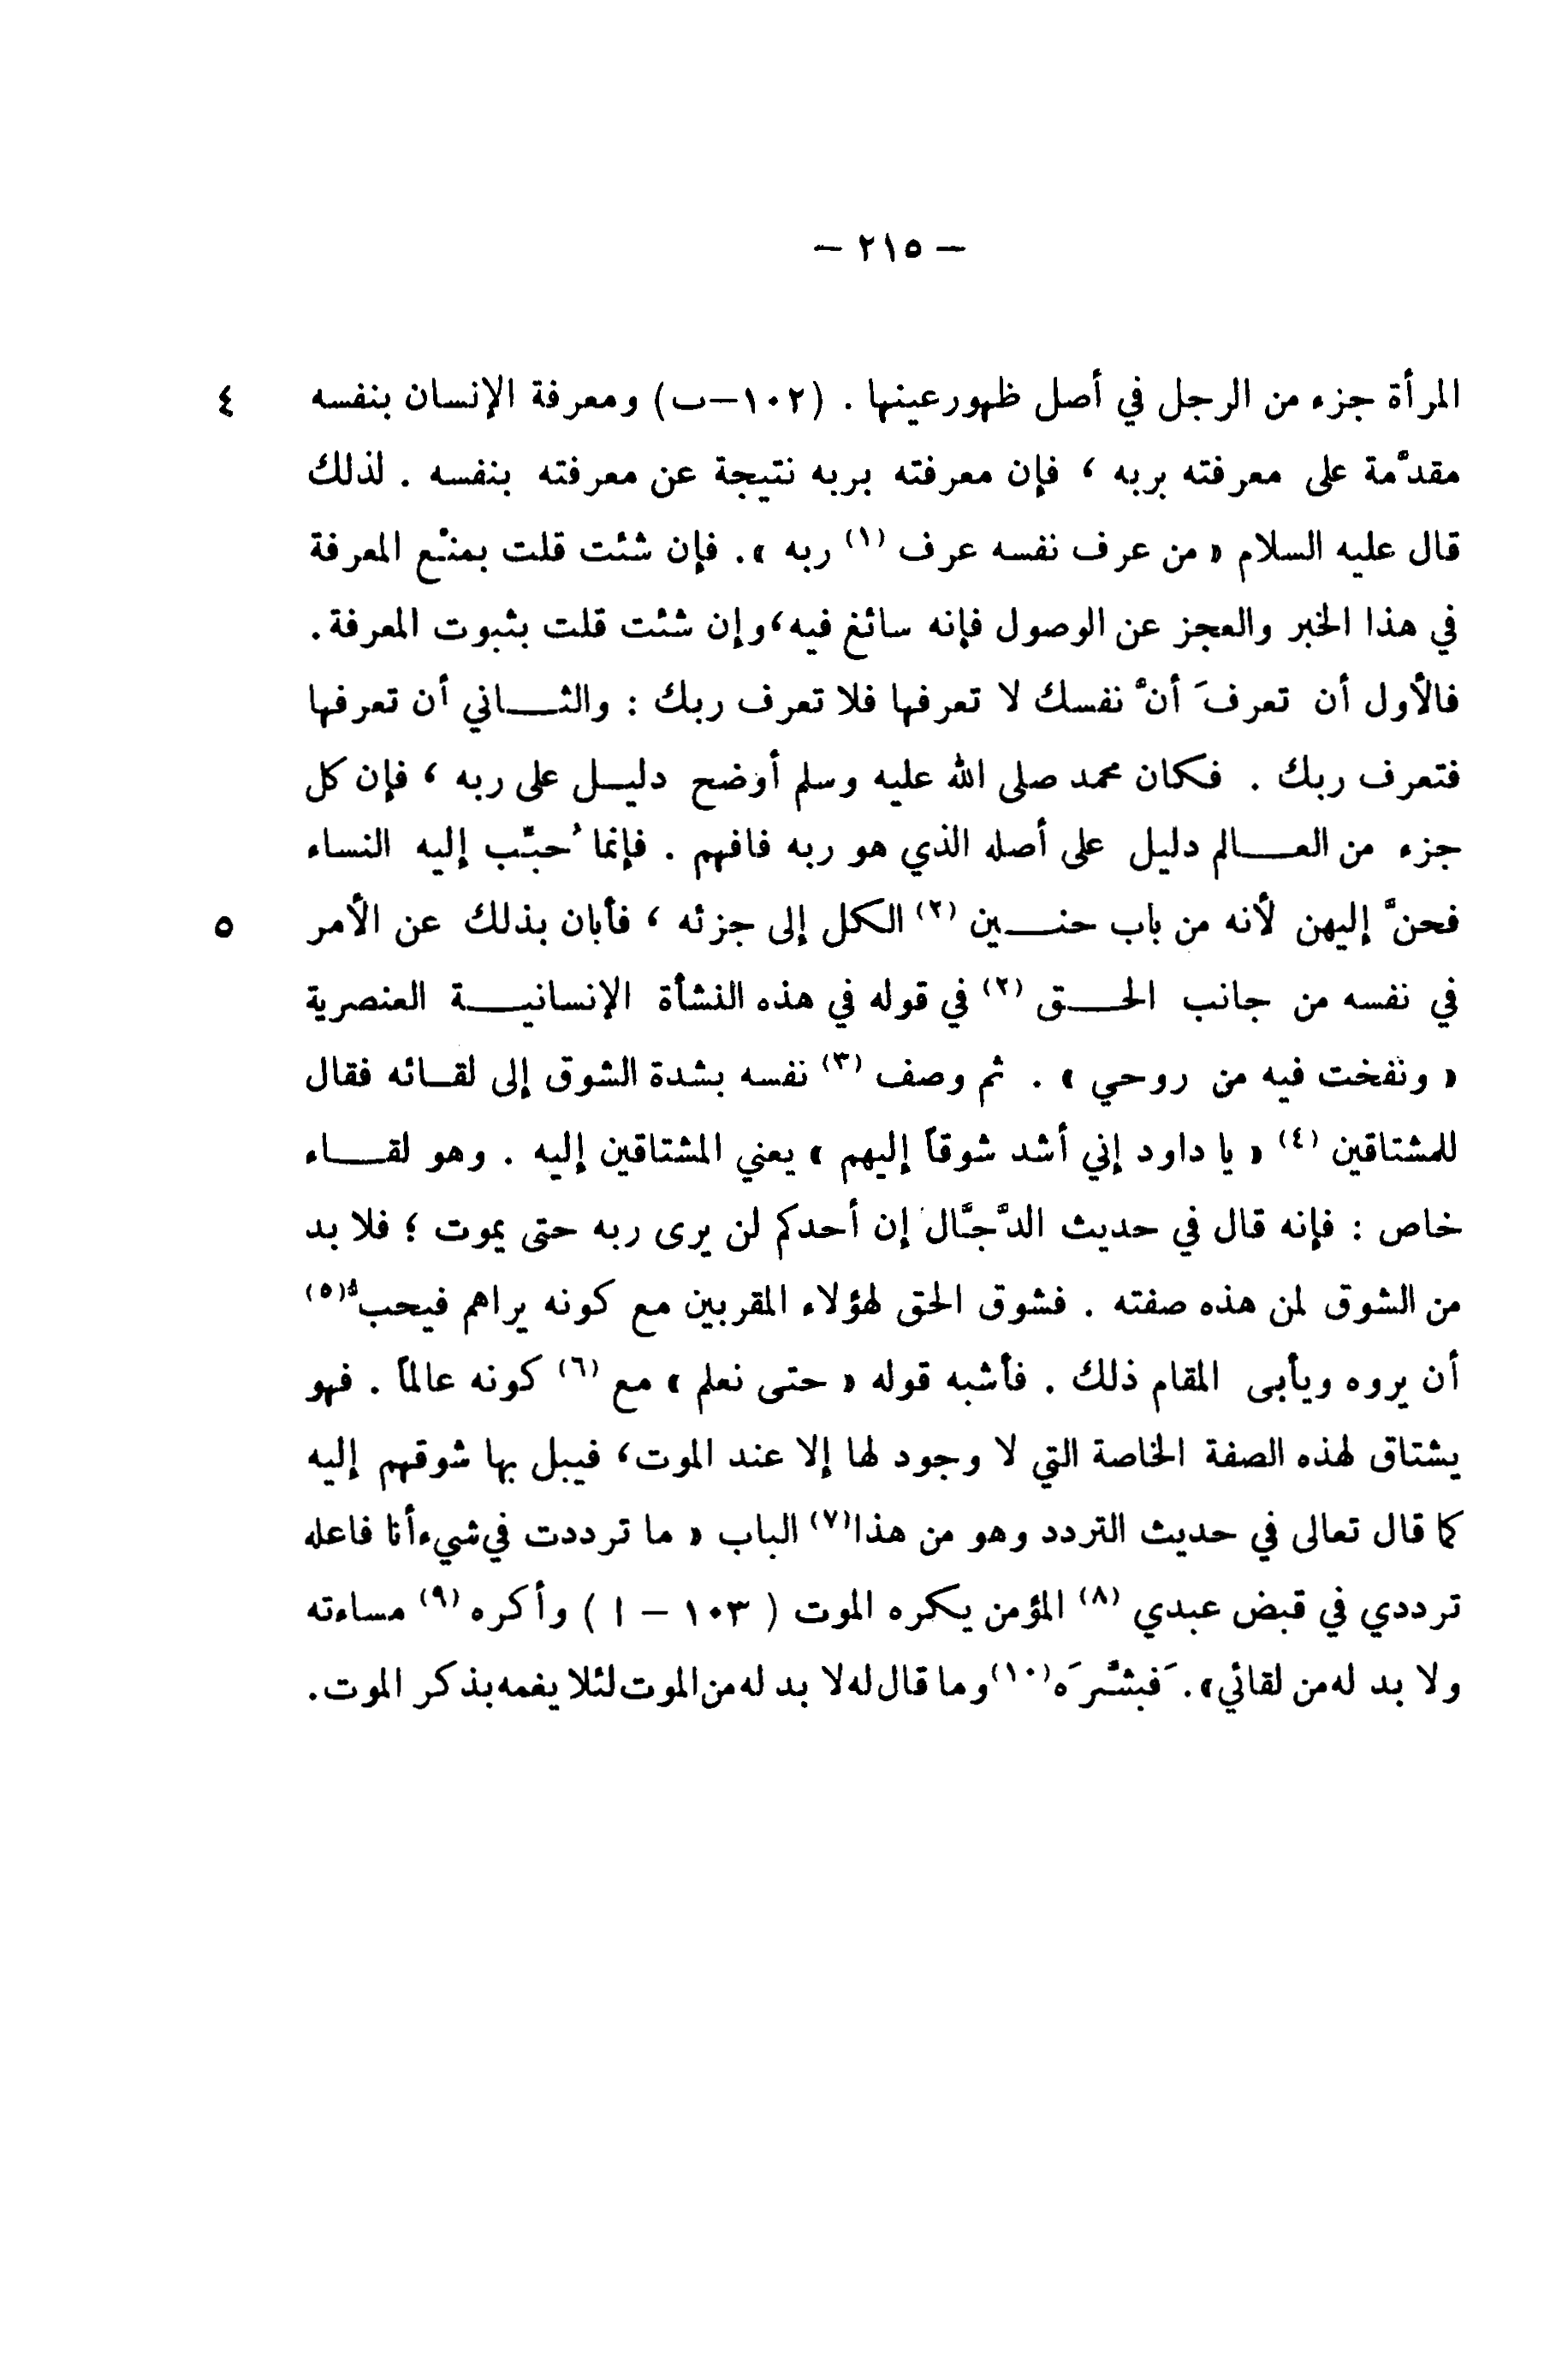 — ٢١٥ —
المرأة جزء من الرجل في أصل ظهور عينها . (١٠٢–ب) ومعرفة الإنسان بنفسه ٤
مقدَّمة على معرفته بربه ، فإن معرفته بربه نتيجة عن معرفته بنفسه . لذلك
قال عليه السلام « من عرف نفسه عرف (١) ربه ». فإن شئت قلت بمنْع المعرفة
في هذا الخبر والعجز عن الوصول فإنه سائغ فيه ، وإن شئت قلت بثبوت المعرفة .
فالأول أن تعرفَ أنَّ نفسك لا تعرفها فلا تعرف ربك : والثـــاني أن تعرفها
فتعرف ربك . فكان محمد صلى الله عليه وسلم أوضح دليــل على ربه ، فإن كل
جزء من العـــالم دليل على أصله الذي هو ربه فافهم . فإنما حُبِّب إليه النساء
فحنَّ إليهن لأنه من باب حنـــين (٢) الكل إلى جزئه ، فأبان بذلك عن الأمر ٥
في نفسه من جانب الحـــق (٢) في قوله في هذه النشأة الإنسانيـــة العنصرية
« ونفخت فيه من روحي » . ثم وصف (٣) نفسه بشدة الشوق إلى لقــائه فقال
للمشتاقين (٤) « يا داود إني أشد شوقاً إليهم » يعني المشتاقين إليه . وهو لقـــاء
خاص : فإنه قال في حديث الدَّجَّال إن أحدكم لن يرى ربه حتى يموت ؛ فلا بد
من الشوق لمن هذه صفته . فشوق الحق لهؤلاء المقربين مع كونه يراهم فيحب (٥)
أن يروه ويأبى المقام ذلك . فأشبه قوله « حتى نعلم » مع (٦) كونه عالماً . فهو
يشتاق لهذه الصفة الخاصة التي لا وجود لها إلا عند الموت ، فيبل بها شوقهم إليه
كما قال تعالى في حديث التردد وهو من هذا (٧) الباب « ما ترددت في شيء أنا فاعله
ترددي في قبض عبدي (٨) المؤمن يكره الموت ( ١٠٣ – ا ) وأكره (٩) مساءته
ولا بد له من لقائي ». فَبشَّرَه (١٠) وما قال له لا بد له من الموت لئلا يغمه بذكر الموت .